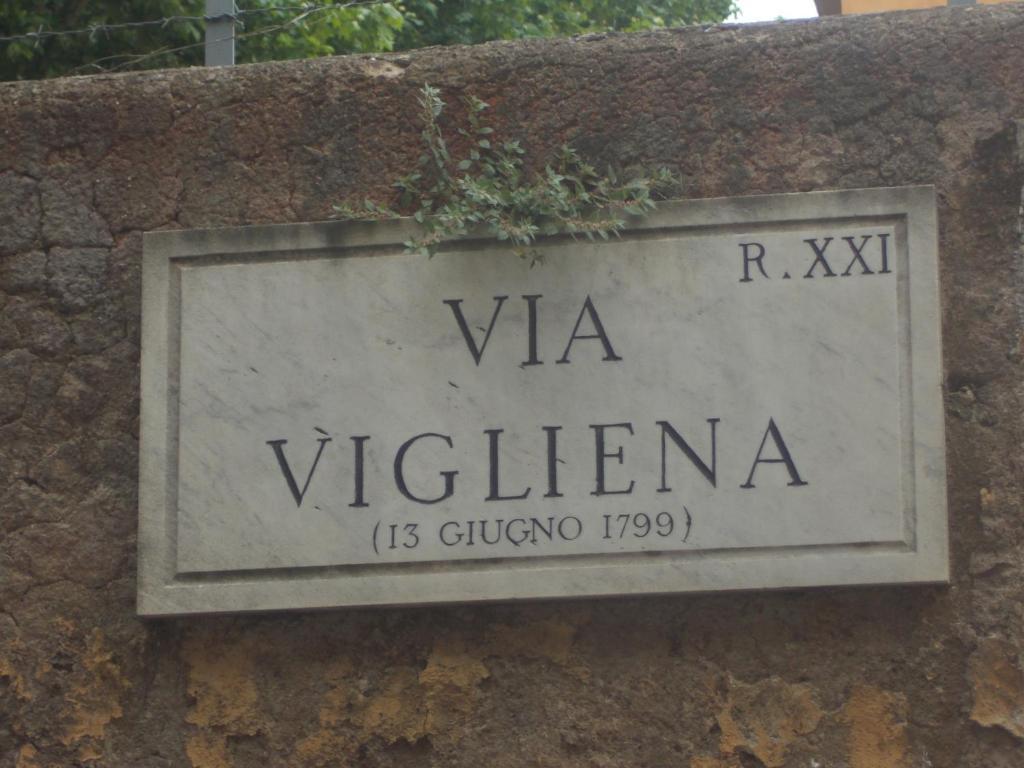 R. XXI
VIA
VIGLIENA
(13 GIUGNO 1799)